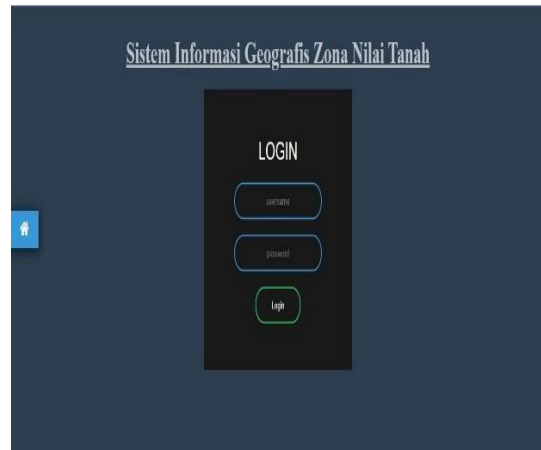 Sistem Informasi Geografis Zona Nilai Tanah
LOGIN
username
password
Login